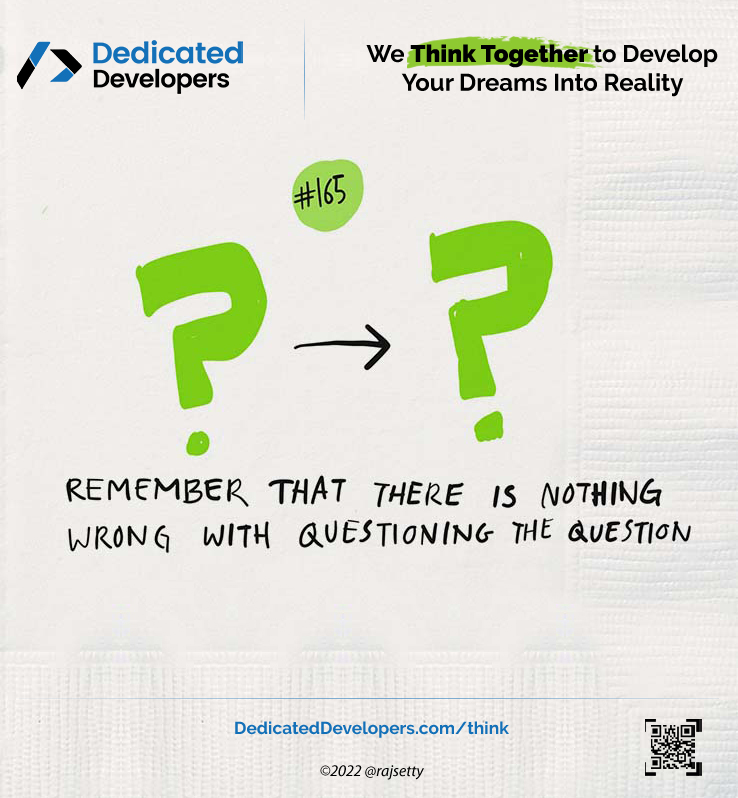 Dedicated
Developers
We Think Together to Develop
Your Dreams Into Reality
#165
REMEMBER THAT THERE IS NOTHING
WRONG WITH QUESTIONING THE QUESTION
DedicatedDevelopers.com/think
©2022 @rajsetty